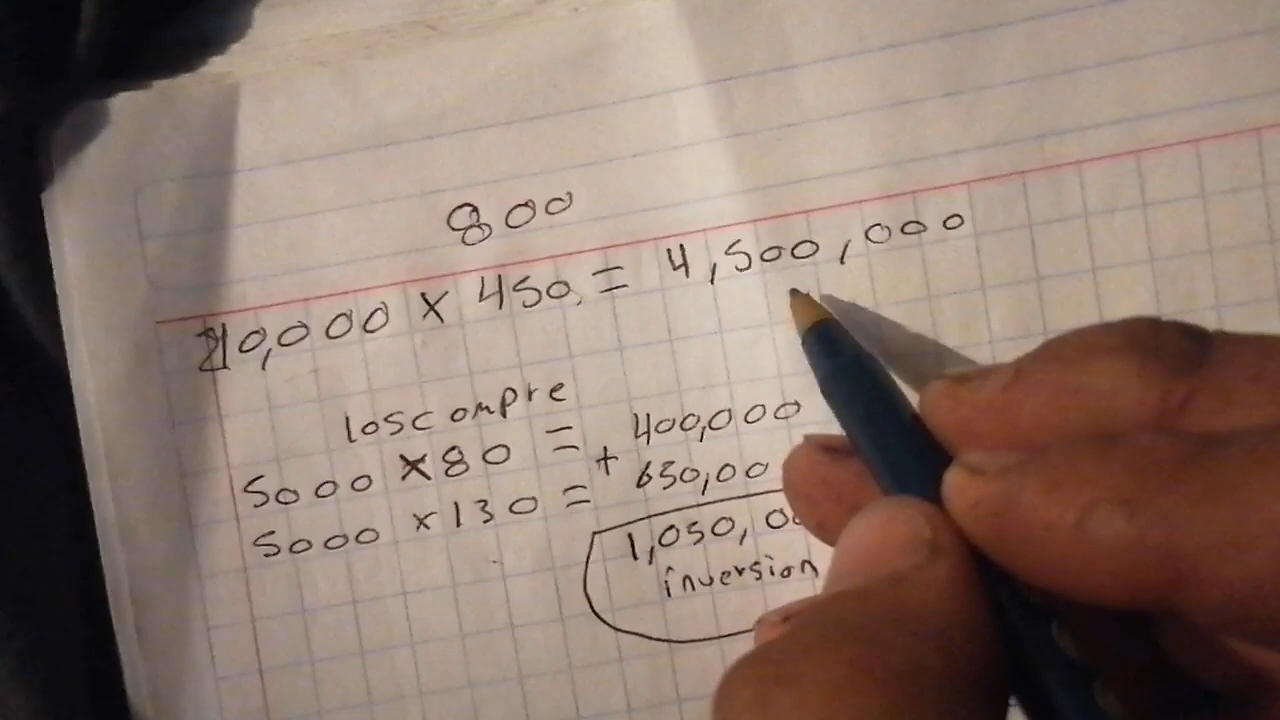 800
10,000 x 450 = 4,500,000
los compre
5000 x 80 = + 400,000
5000 x 130 = 650,00
1,050,00
inversion